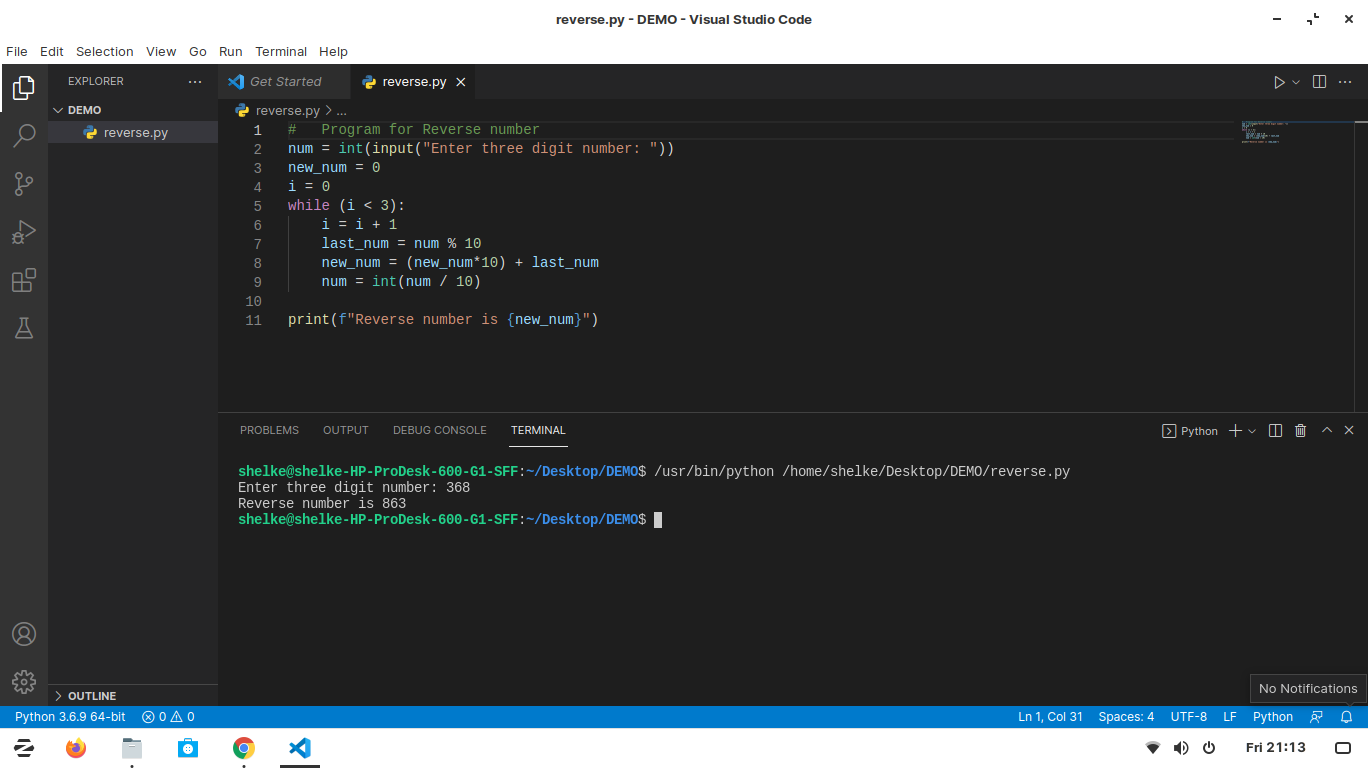 reverse.py - DEMO - Visual Studio Code
File Edit Selection View Go Run Terminal Help
EXPLORER
DEMO
reverse.py
OUTLINE
Get Started reverse.py
reverse.py > ...
1 #   Program for Reverse number
2 num = int(input("Enter three digit number: "))
3 new_num = 0
4 i = 0
5 while (i < 3):
6     i = i + 1
7     last_num = num % 10
8     new_num = (new_num*10) + last_num
9     num = int(num / 10)
10
11 print(f"Reverse number is {new_num}")
PROBLEMS OUTPUT DEBUG CONSOLE TERMINAL Python
shelke@shelke-HP-ProDesk-600-G1-SFF:~/Desktop/DEMO$ /usr/bin/python /home/shelke/Desktop/DEMO/reverse.py
Enter three digit number: 368
Reverse number is 863
shelke@shelke-HP-ProDesk-600-G1-SFF:~/Desktop/DEMO$
No Notifications
Python 3.6.9 64-bit 0 0 Ln 1, Col 31 Spaces: 4 UTF-8 LF Python
Fri 21:13